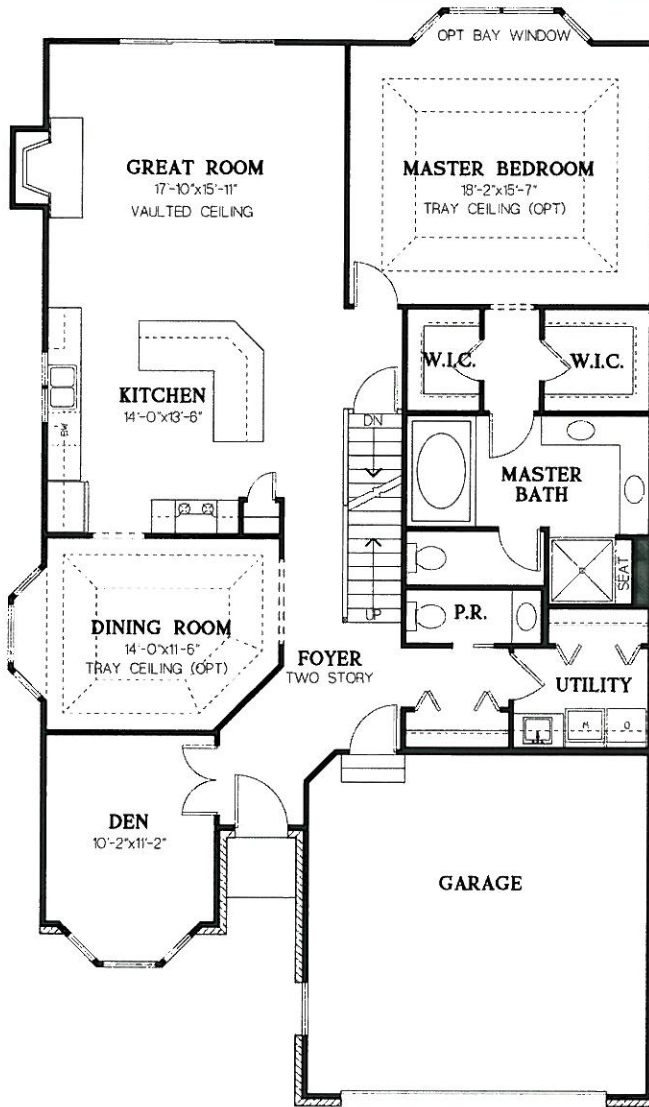 OPT BAY WINDOW
GREAT ROOM
17'-10"x15'-11"
VAULTED CEILING
MASTER BEDROOM
18'-2"x15'-7"
TRAY CEILING (OPT)
W.I.C.
W.I.C.
KITCHEN
14'-0"x13'-6"
DW
DN
MASTER
BATH
SEAT
UP
P.R.
DINING ROOM
14'-0"x11'-6"
TRAY CEILING (OPT)
FOYER
TWO STORY
UTILITY
DEN
10'-2"x11'-2"
GARAGE